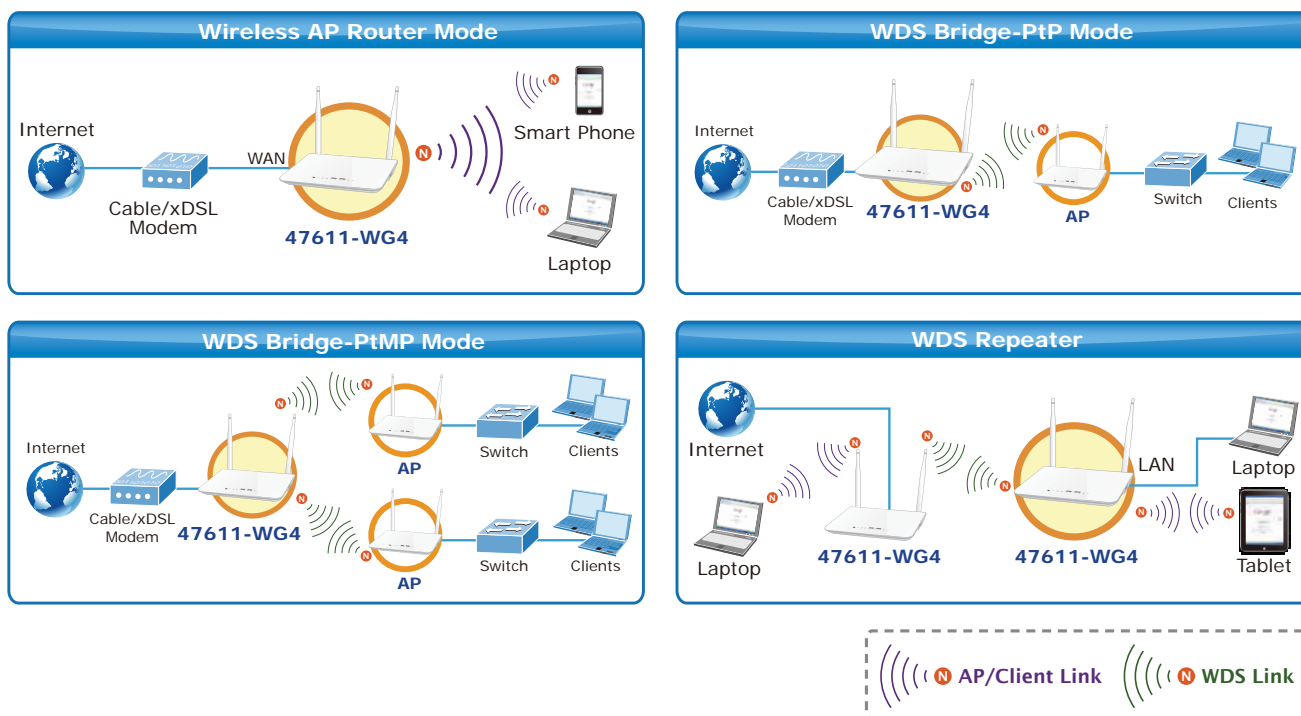 Wireless AP Router Mode
Internet
WAN
Cable/xDSL
Modem
47611-WG4
N
N
Smart Phone
N
Laptop
WDS Bridge-PtP Mode
Internet
Cable/xDSL
Modem
47611-WG4
N
N
AP
Switch
Clients
WDS Bridge-PtMP Mode
Internet
Cable/xDSL
Modem
47611-WG4
N
N
AP
Switch
Clients
N
N
AP
Switch
Clients
WDS Repeater
Internet
N
N
Laptop
47611-WG4
N
N
47611-WG4
LAN
Laptop
N
N
Tablet
N AP/Client Link
N WDS Link